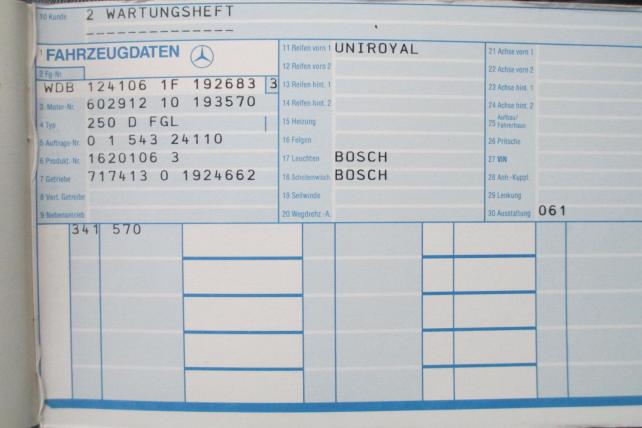 10 Kunde 2 WARTUNGSHEFT
--------------
1 FAHRZEUGDATEN
2 Fg-Nr.
WDB 124106 1F 192683 3
3 Motor-Nr. 602912 10 193570
4 Typ 250 D FGL
5 Auftrags-Nr. 0 1 543 24110
6 Produkt.-Nr. 1620106 3
7 Getriebe 717413 0 1924662
8 Vert. Getriebe
9 Nebenantrieb
11 Reifen vorn 1 UNIROYAL
12 Reifen vorn 2
13 Reifen hint. 1
14 Reifen hint. 2
15 Heizung
16 Felgen
17 Leuchten BOSCH
18 Scheibenwisch. BOSCH
19 Seilwinde
20 Wegdrehz.-A.
21 Achse vorn 1
22 Achse vorn 2
23 Achse hint 1
24 Achse hint 2
25 Aufbau/
Fahrerhaus
26 Pritsche
27 VIN
28 Anh.-Kuppl.
29 Lenkung
30 Ausstattung 061
341 570